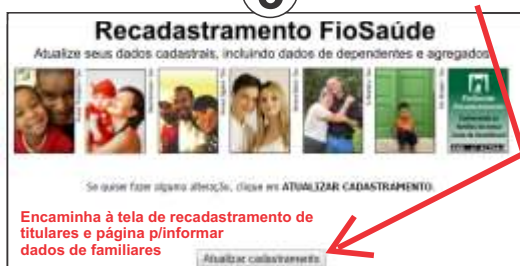 Recadastramento FioSaúde
Atualize seus dados cadastrais, incluindo dados de dependentes e agregados
FioSaúde
Se quiser fazer alguma alteração, clique em ATUALIZAR CADASTRAMENTO.
Encaminha à tela de recadastramento de
titulares e página p/informar
dados de familiares
Atualizar cadastramento